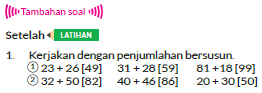 Tambahan soal
Setelah LATIHAN
1. Kerjakan dengan penjumlahan bersusun.
① 23 + 26 [49] 31 + 28 [59] 81 +18 [99]
② 32 + 50 [82] 40 + 46 [86] 20 + 30 [50]